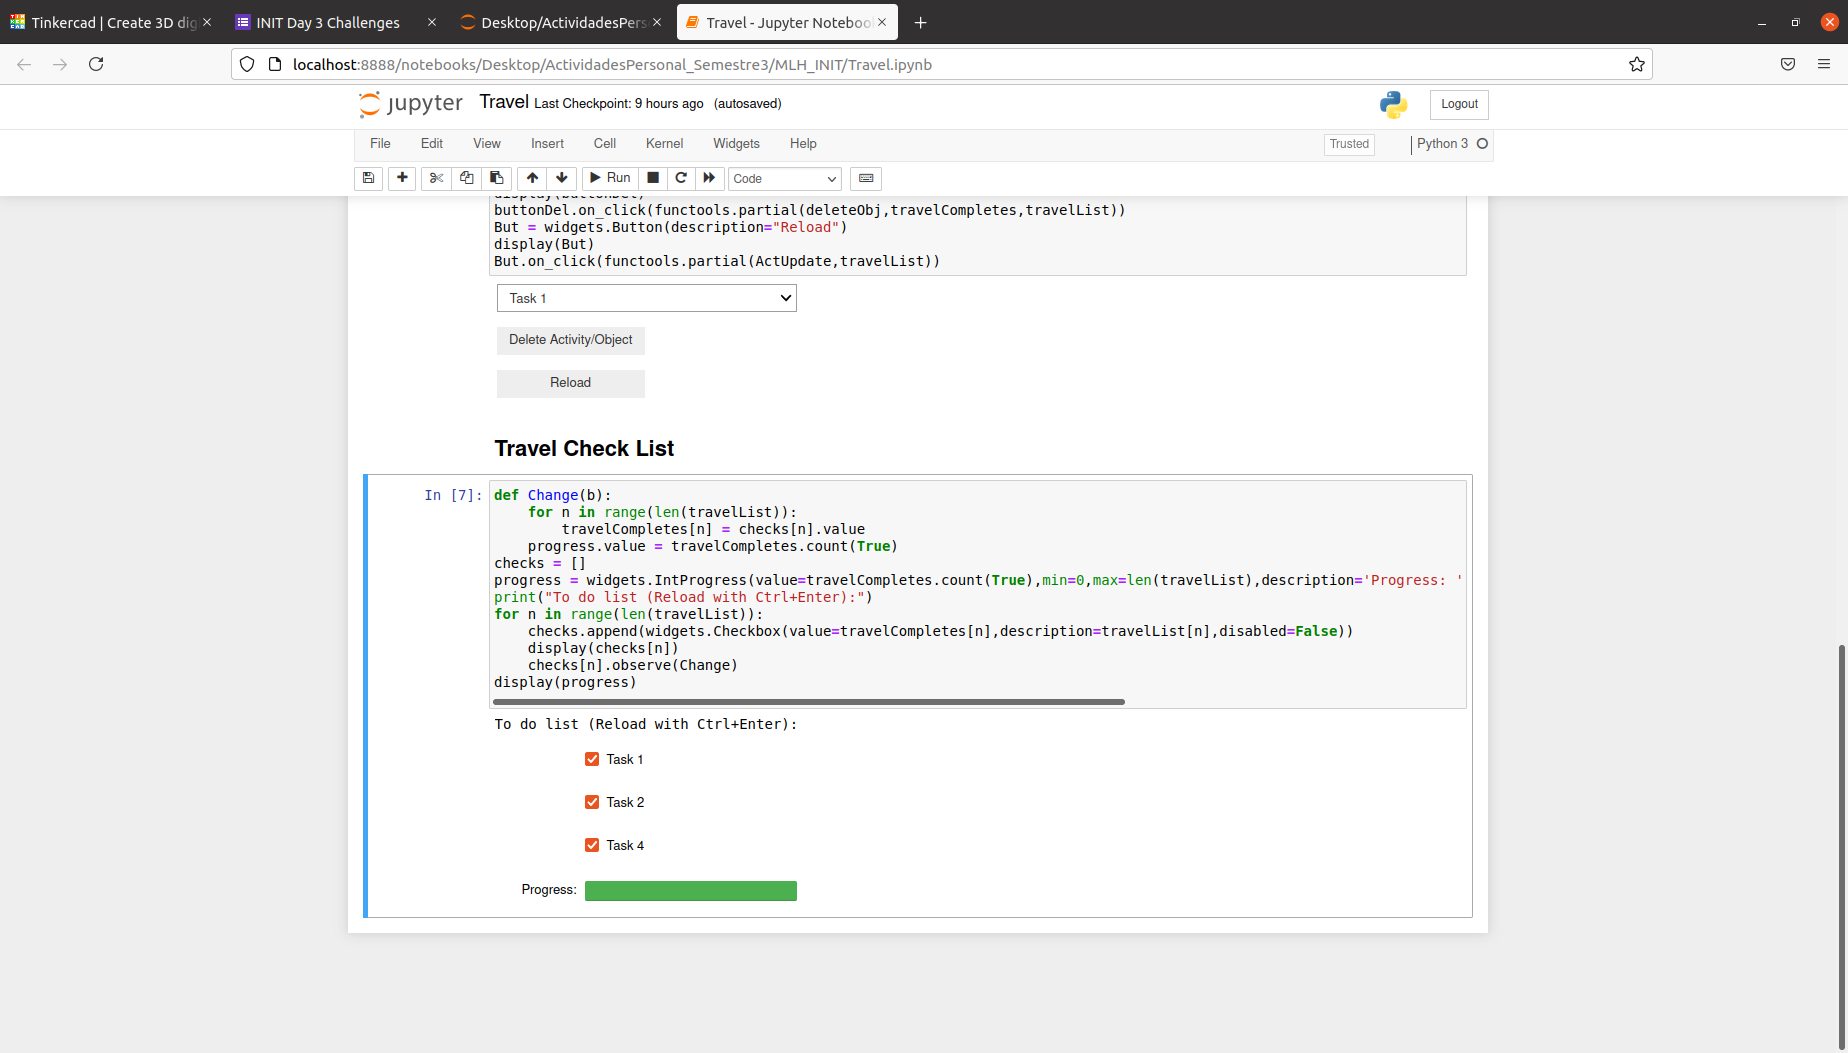 Tinkercad | Create 3D dig
INIT Day 3 Challenges
Desktop/ActividadesPers
Travel - Jupyter Noteboo
localhost:8888/notebooks/Desktop/ActividadesPersonal_Semestre3/MLH_INIT/Travel.ipynb
jupyter Travel Last Checkpoint: 9 hours ago (autosaved)
Logout
File Edit View Insert Cell Kernel Widgets Help
Trusted Python 3
Run Code
display(buttonDel)
buttonDel.on_click(functools.partial(deleteObj,travelCompletes,travelList))
But = widgets.Button(description="Reload")
display(But)
But.on_click(functools.partial(ActUpdate,travelList))
Task 1
Delete Activity/Object
Reload
Travel Check List
In [7]:
def Change(b):
    for n in range(len(travelList)):
        travelCompletes[n] = checks[n].value
    progress.value = travelCompletes.count(True)
checks = []
progress = widgets.IntProgress(value=travelCompletes.count(True),min=0,max=len(travelList),description='Progress: '
print("To do list (Reload with Ctrl+Enter):")
for n in range(len(travelList)):
    checks.append(widgets.Checkbox(value=travelCompletes[n],description=travelList[n],disabled=False))
    display(checks[n])
    checks[n].observe(Change)
display(progress)
To do list (Reload with Ctrl+Enter):
Task 1
Task 2
Task 4
Progress: